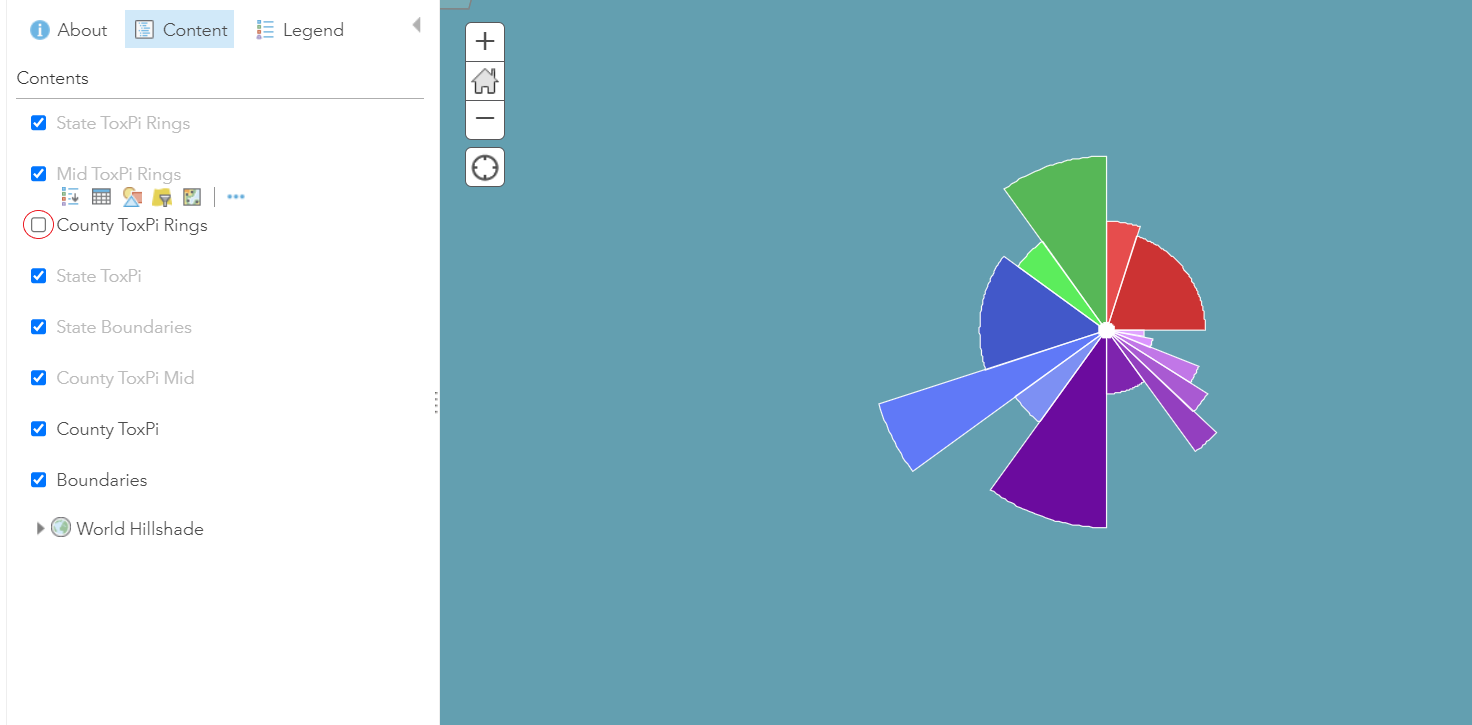 About Content Legend
Contents
State ToxPi Rings
Mid ToxPi Rings
County ToxPi Rings
State ToxPi
State Boundaries
County ToxPi Mid
County ToxPi
Boundaries
World Hillshade